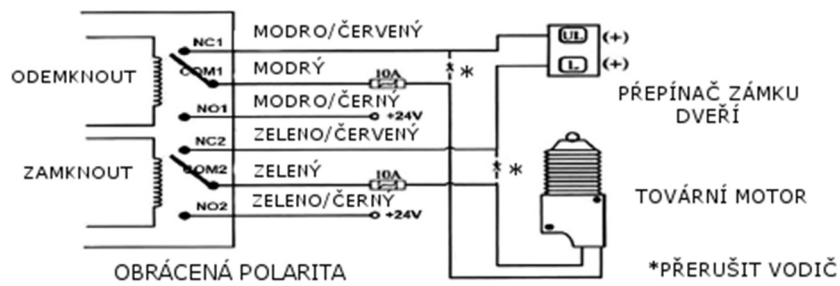 MODRO/ČERVENÝ
NC1
UL (+)
COM1
MODRÝ
10A
*
L (+)
ODEMKNOUT
MODRO/ČERNÝ
NO1
+24V
PŘEPÍNAČ ZÁMKU
DVEŘÍ
ZELENO/ČERVENÝ
NC2
COM2
ZELENÝ
10A
*
ZAMKNOUT
ZELENO/ČERNÝ
NO2
+24V
TOVÁRNÍ MOTOR
OBRÁCENÁ POLARITA
*PŘERUŠIT VODIČ